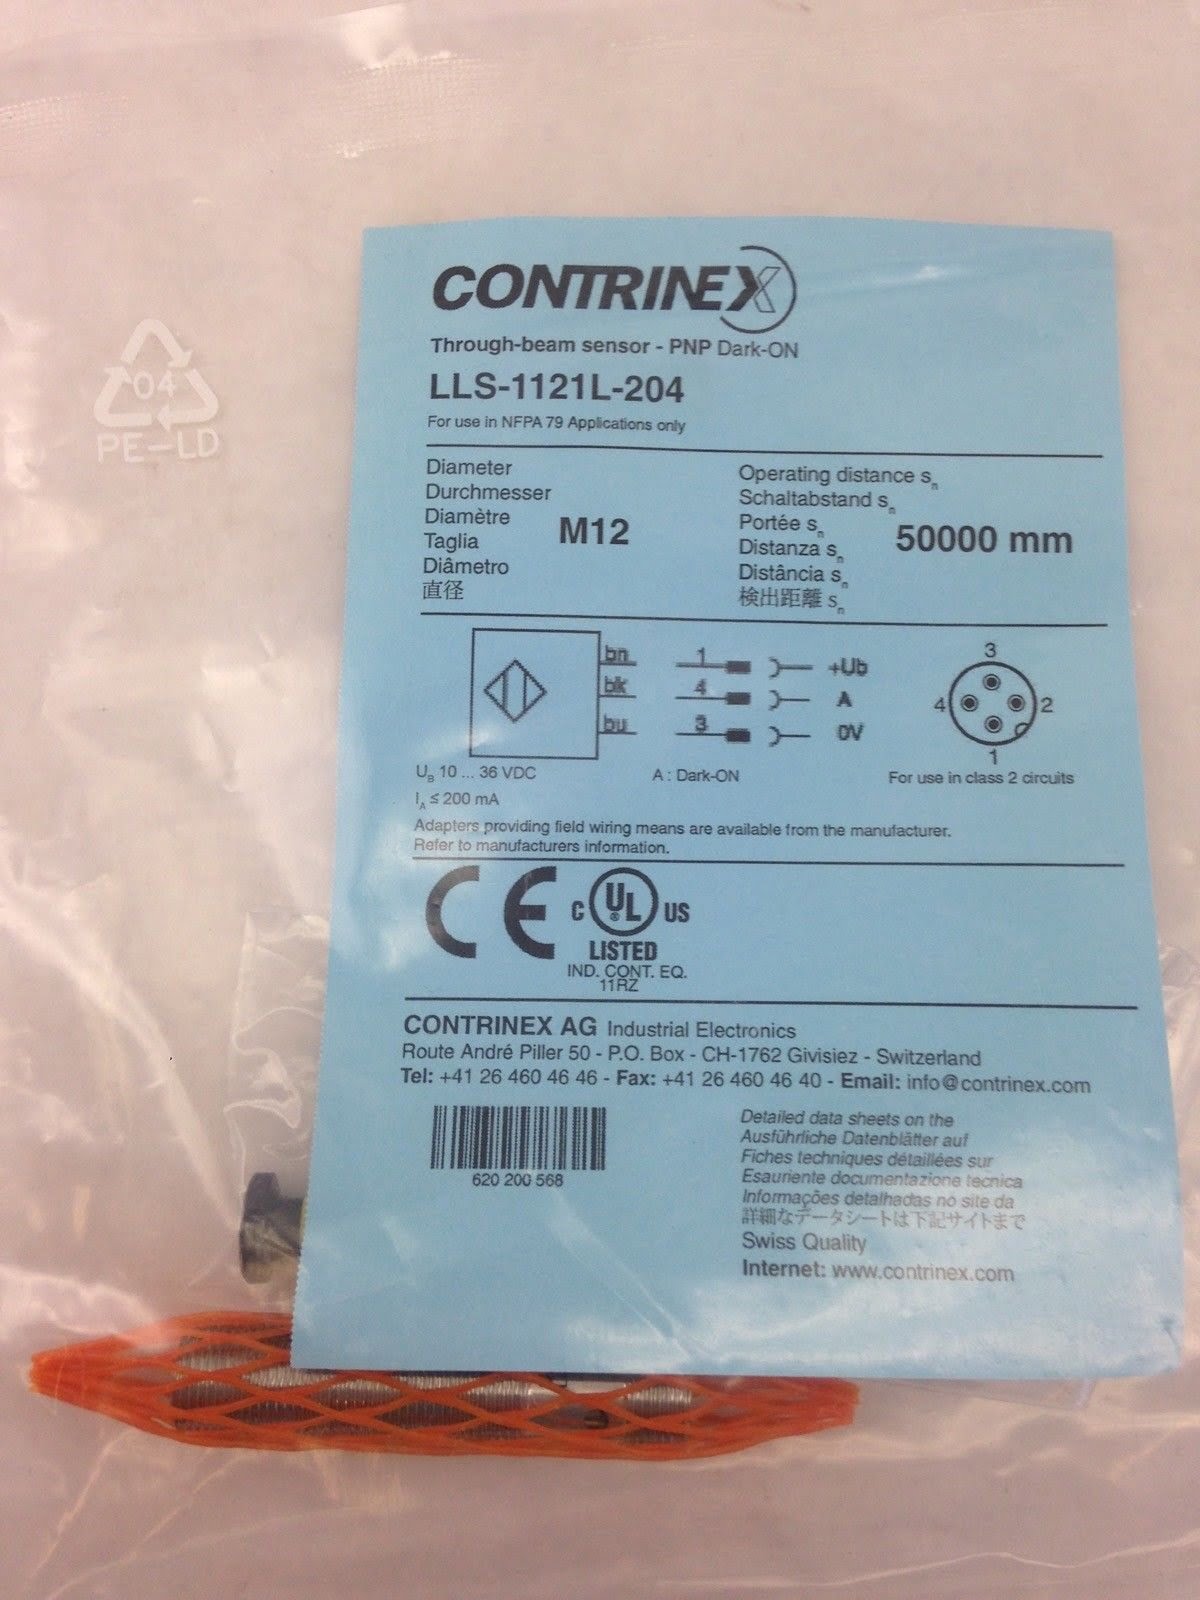 CONTRINEX
Through-beam sensor - PNP Dark-ON
LLS-1121L-204
For use in NFPA 79 Applications only
04
PE-LD
Diameter
Durchmesser
Diamètre
Taglia
Diâmetro
直径
M12
Operating distance sn
Schaltabstand sn
Portée sn
Distanza sn
Distância sn
検出距離 sn
50000 mm
bn 1 +Ub
bk 4 A
bu 3 0V
3
4 2
1
UB 10 ... 36 VDC
A : Dark-ON
For use in class 2 circuits
IA ≤ 200 mA
Adapters providing field wiring means are available from the manufacturer.
Refer to manufacturers information.
CE
C UL ® US
LISTED
IND. CONT. EQ.
11RZ
CONTRINEX AG Industrial Electronics
Route André Piller 50 - P.O. Box - CH-1762 Givisiez - Switzerland
Tel: +41 26 460 46 46 - Fax: +41 26 460 46 40 - Email: info@contrinex.com
620 200 568
Detailed data sheets on the
Ausführliche Datenblätter auf
Fiches techniques détaillées sur
Esauriente documentazione tecnica
Informações detalhadas no site da
詳細なデータシートは下記サイトまで
Swiss Quality
Internet: www.contrinex.com